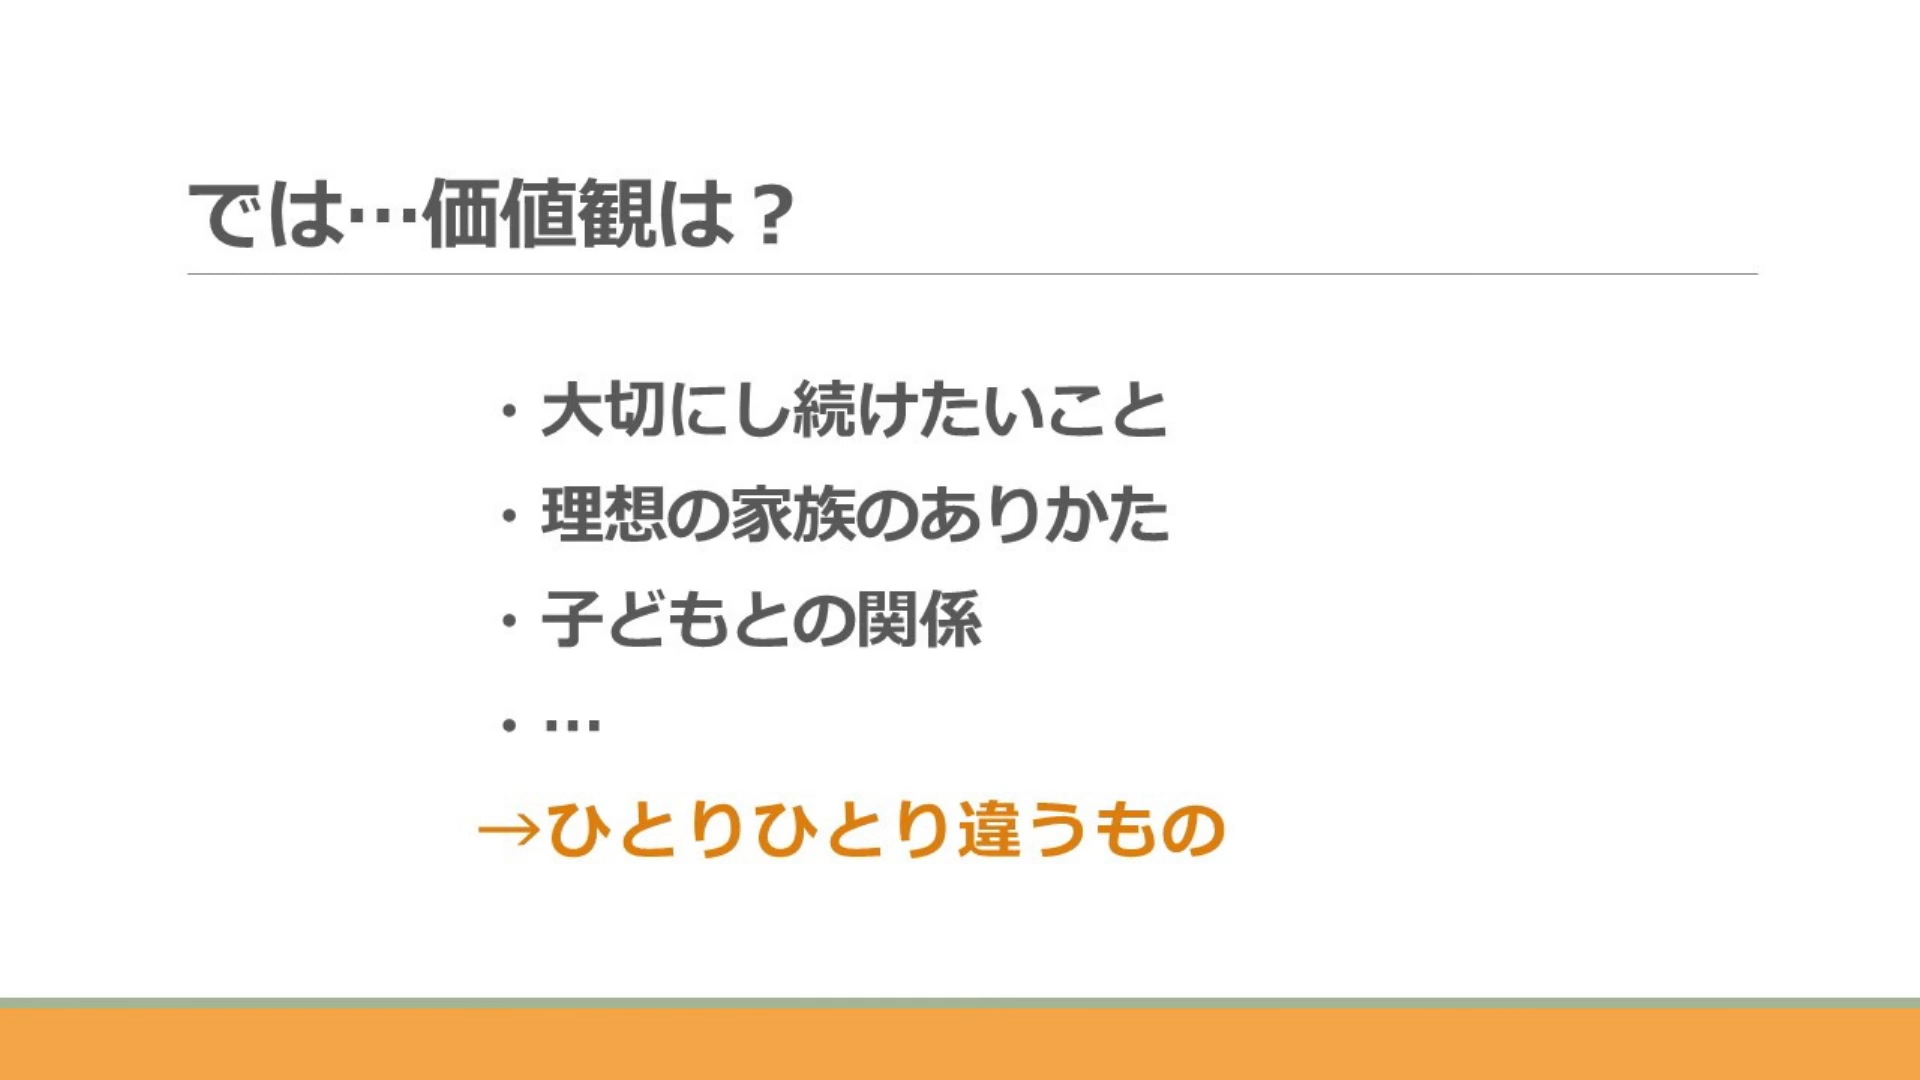 では…価値観は？
・大切にし続けたいこと
・理想の家族のありかた
・子どもとの関係
・…
→ひとりひとり違うもの